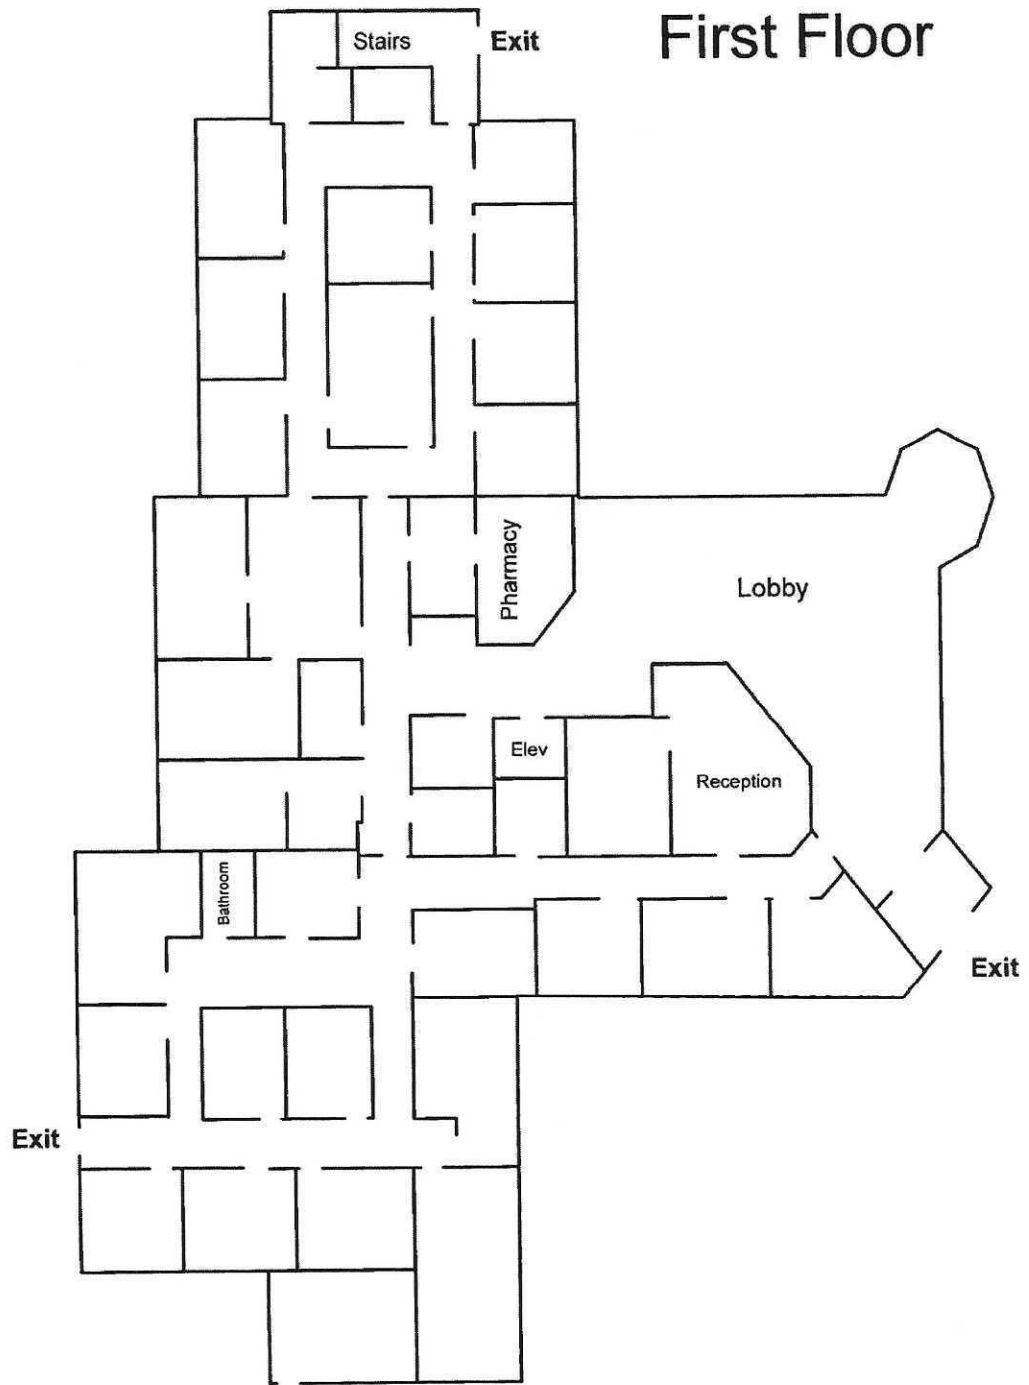 First Floor
Stairs
Exit
Pharmacy
Lobby
Elev
Reception
Bathroom
Exit
Exit